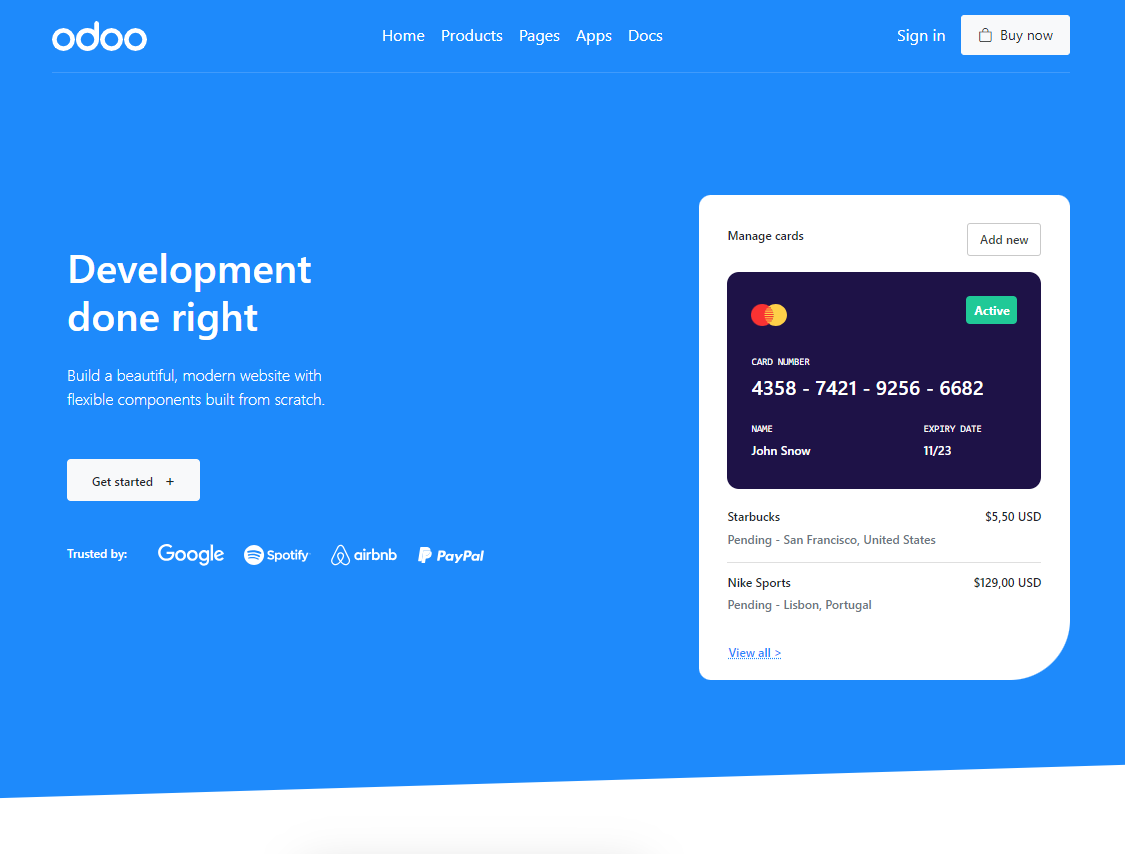 odoo
Home Products Pages Apps Docs
Sign in
Buy now
Development
done right
Build a beautiful, modern website with
flexible components built from scratch.
Get started +
Trusted by:
Google
Spotify
airbnb
PayPal
Manage cards
Add new
Active
CARD NUMBER
4358 - 7421 - 9256 - 6682
NAME EXPIRY DATE
John Snow 11/23
Starbucks $5,50 USD
Pending - San Francisco, United States
Nike Sports $129,00 USD
Pending - Lisbon, Portugal
View all >